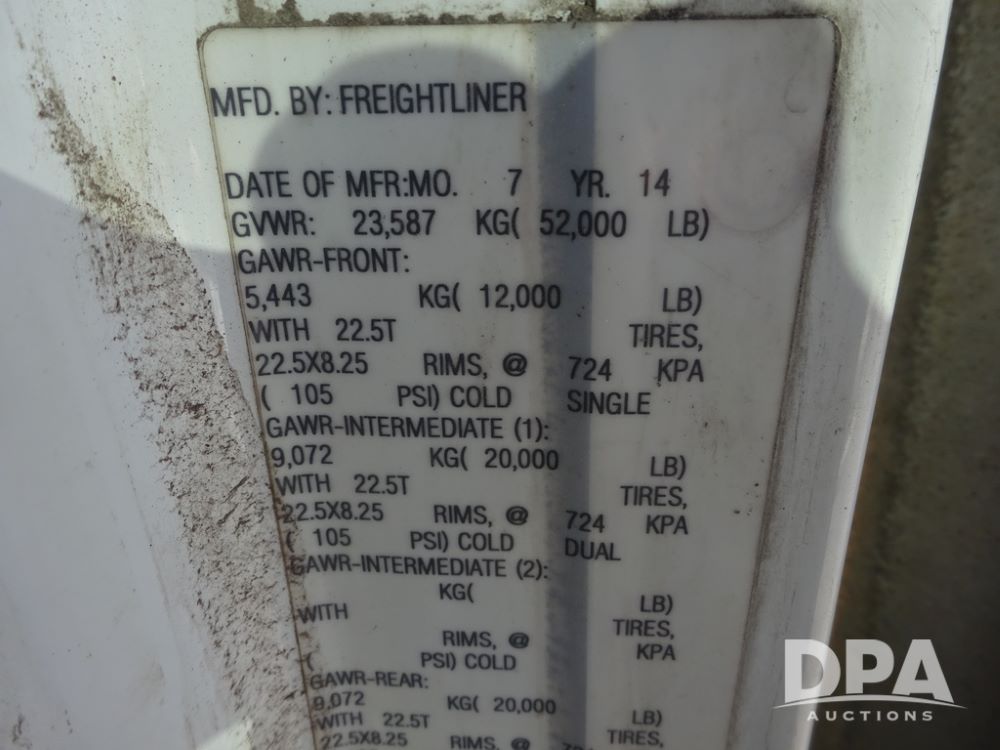 MFD. BY: FREIGHTLINER
DATE OF MFR:MO. 7 YR. 14
GVWR: 23,587 KG( 52,000 LB)
GAWR-FRONT:
5,443 KG( 12,000 LB)
WITH 22.5T TIRES,
22.5X8.25 RIMS, @ 724 KPA
( 105 PSI) COLD SINGLE
GAWR-INTERMEDIATE (1):
9,072 KG( 20,000 LB)
WITH 22.5T TIRES,
22.5X8.25 RIMS, @ 724 KPA
( 105 PSI) COLD DUAL
GAWR-INTERMEDIATE (2):
KG( LB)
WITH TIRES,
RIMS, @ KPA
( PSI) COLD
GAWR-REAR:
9,072 KG( 20,000 LB)
WITH 22.5T TIRES,
22.5X8.25 RIMS, @
DPA
AUCTIONS